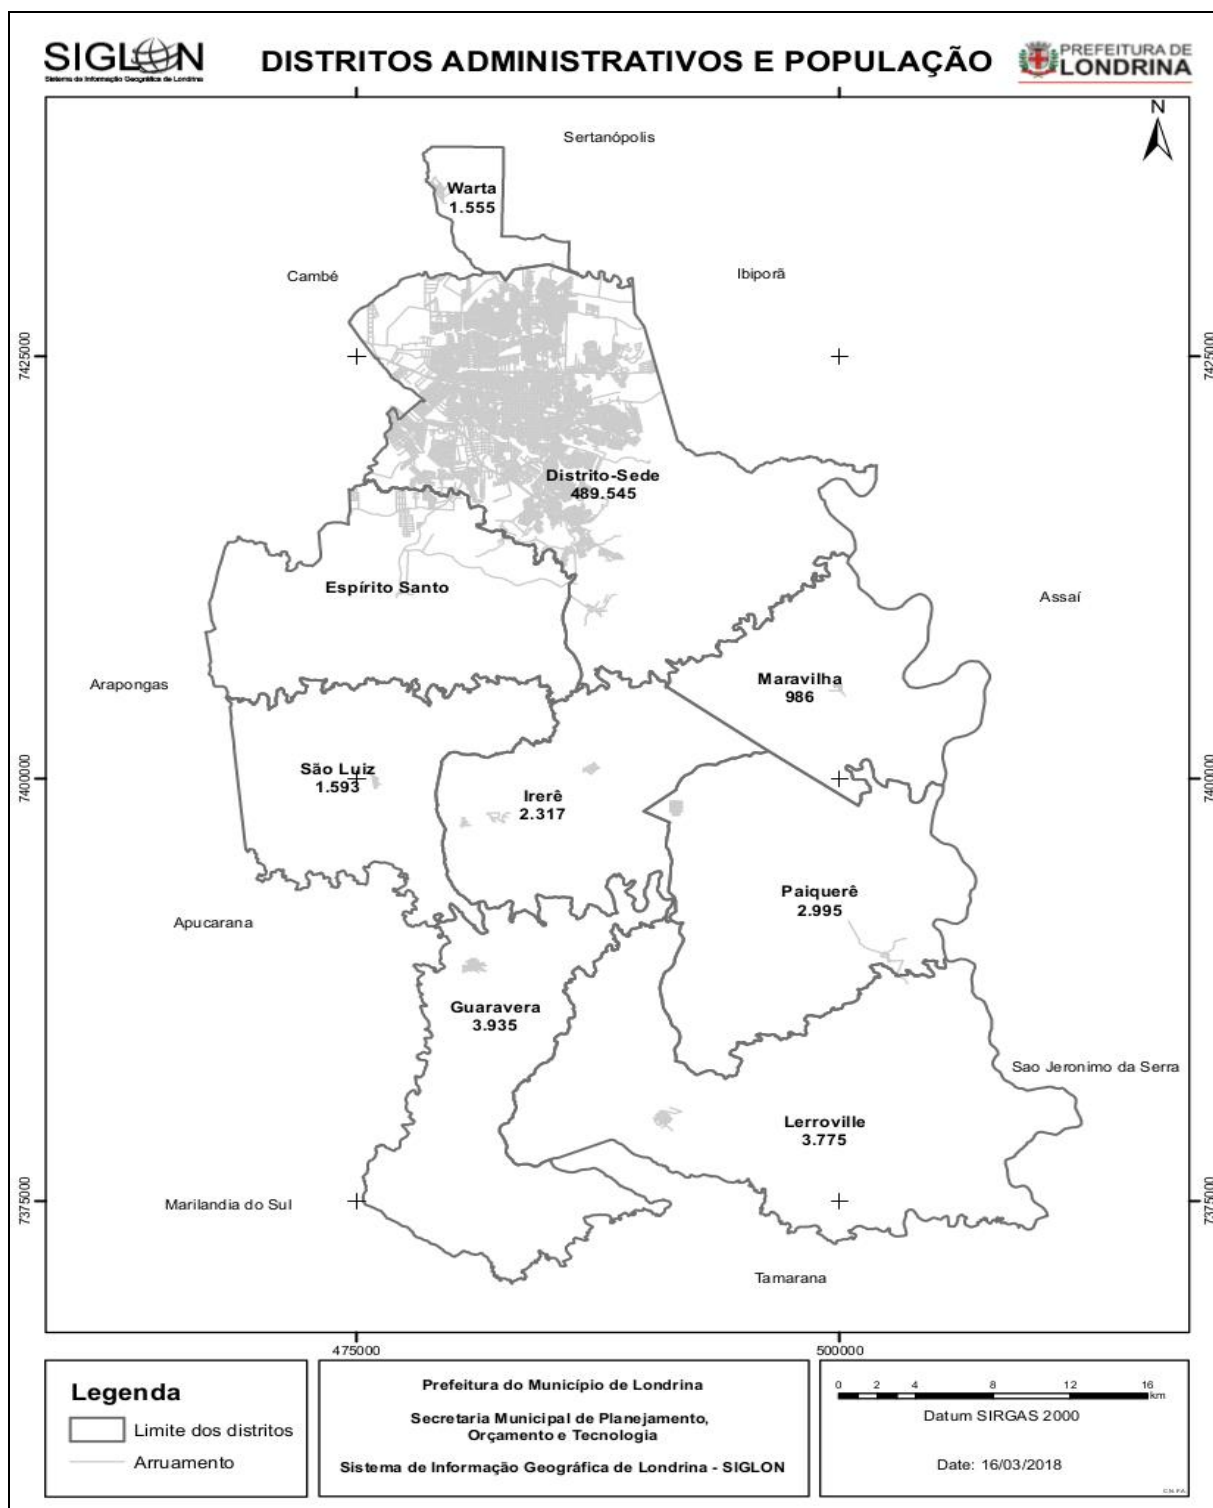 SIGLON
Sistema de Informação Geográfica de Londrina
DISTRITOS ADMINISTRATIVOS E POPULAÇÃO
PREFEITURA DE
LONDRINA
N
Sertanópolis
Warta
1.555
Cambé
Ibiporã
7425000
7425000
Distrito-Sede
489.545
Espírito Santo
Assaí
Arapongas
Maravilha
986
São Luiz
1.593
7400000
7400000
Irerê
2.317
Paiquerê
2.995
Apucarana
Guaravera
3.935
Sao Jeronimo da Serra
Lerroville
3.775
Marilandia do Sul
7375000
7375000
Tamarana
475000
500000
Legenda
Limite dos distritos
Arruamento
Prefeitura do Município de Londrina
Secretaria Municipal de Planejamento,
Orçamento e Tecnologia
Sistema de Informação Geográfica de Londrina - SIGLON
0 2 4 8 12 16
km
Datum SIRGAS 2000
Date: 16/03/2018